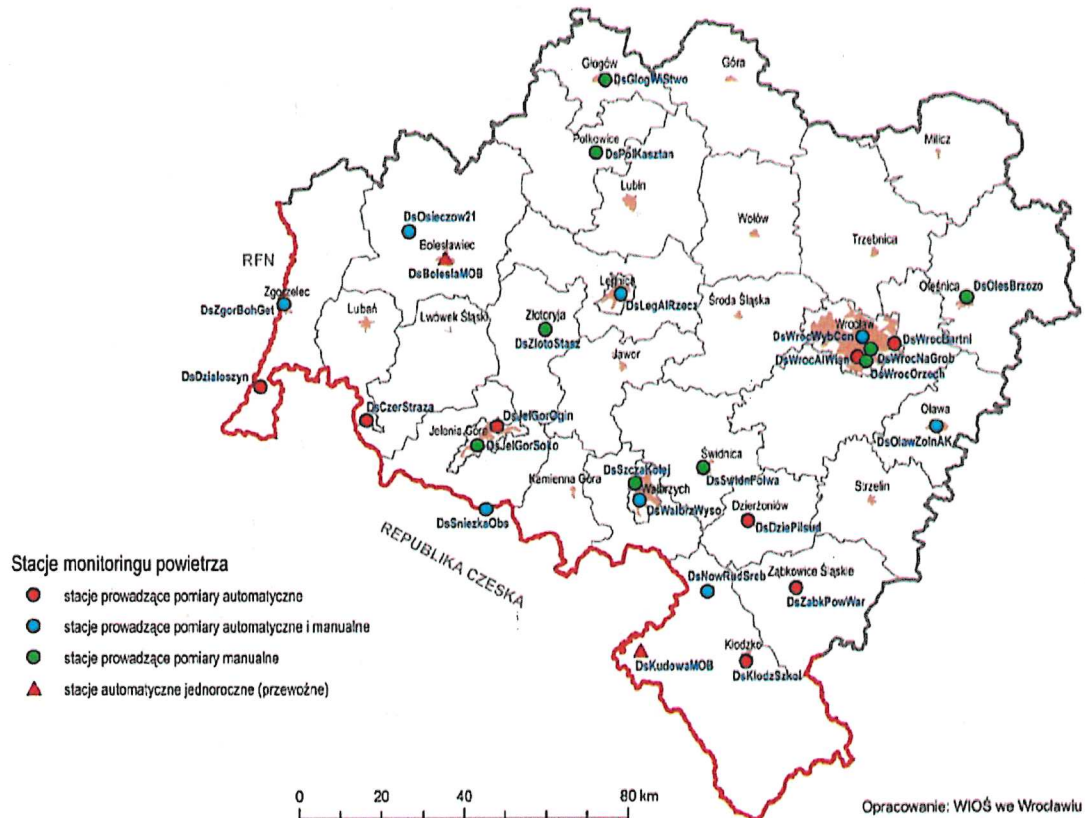 Głogów
DsGlogWiStwo
Góra
Milicz
Polkowice
DsPolKasztan
Lubin
Wołów
Trzebnica
DsOsieczow21
Bolesławiec
DsBoleslaMOB
RFN
Zgorzelec
DsZgorBohGet
Lubań
Lwówek Śląski
Złotoryja
DsZlotoStasz
Legnica
DsLegAlRzecz
Środa Śląska
Jawor
Oleśnica
DsOlesBrzozo
Wrocław
DsWrocWybCon
DsWrocBartni
DsWrocAlWisn
DsWrocNaGrob
DsWrocOrzech
DsDzialoszyn
DsCzerStraza
DsJelGorOgin
Jelenia Góra
DsJelGorSoko
Oława
DsOlawZolnAK
Kamienna Góra
DsSzczaKolej
Wałbrzych
DsWalbrzWyso
Świdnica
DsSwidnFolwa
Strzelin
Dzierżoniów
DsDziePilsud
DsSniezkaObs
REPUBLIKA CZESKA
DsNowRudSreb
Ząbkowice Śląskie
DsZabkPowWar
DsKudowaMOB
Kłodzko
DsKlodzSzkol
Stacje monitoringu powietrza
stacje prowadzące pomiary automatyczne
stacje prowadzące pomiary automatyczne i manualne
stacje prowadzące pomiary manualne
stacje automatyczne jednoroczne (przewoźne)
0 20 40 80 km
Opracowanie: WIOŚ we Wrocławiu